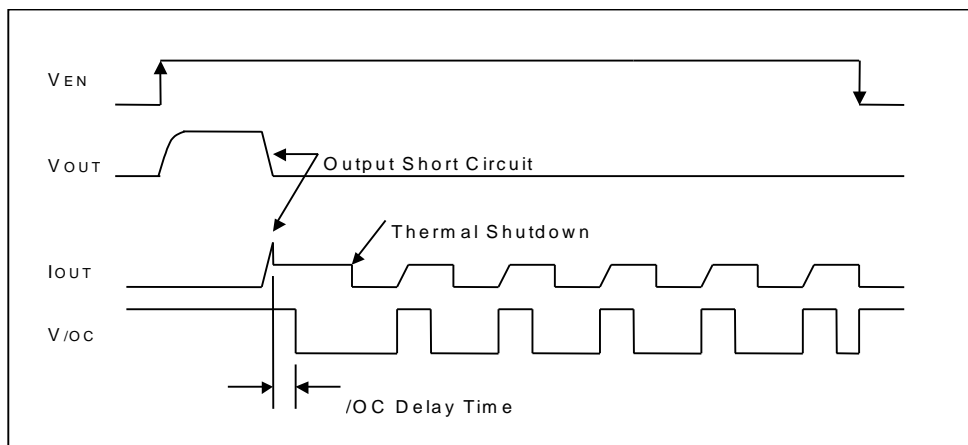 VEN
VOUT
Output Short Circuit
Thermal Shutdown
IOUT
V/OC
/OC Delay Time